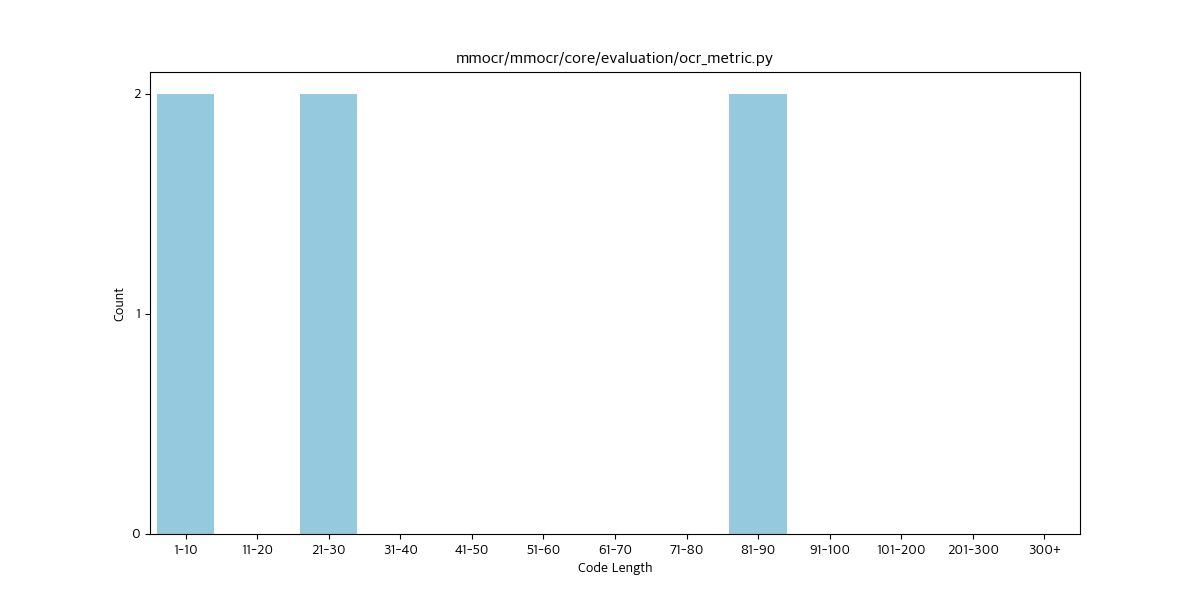 mmocr/mmocr/core/evaluation/ocr_metric.py
2
1
0
Count
1-10 11-20 21-30 31-40 41-50 51-60 61-70 71-80 81-90 91-100 101-200 201-300 300+
Code Length